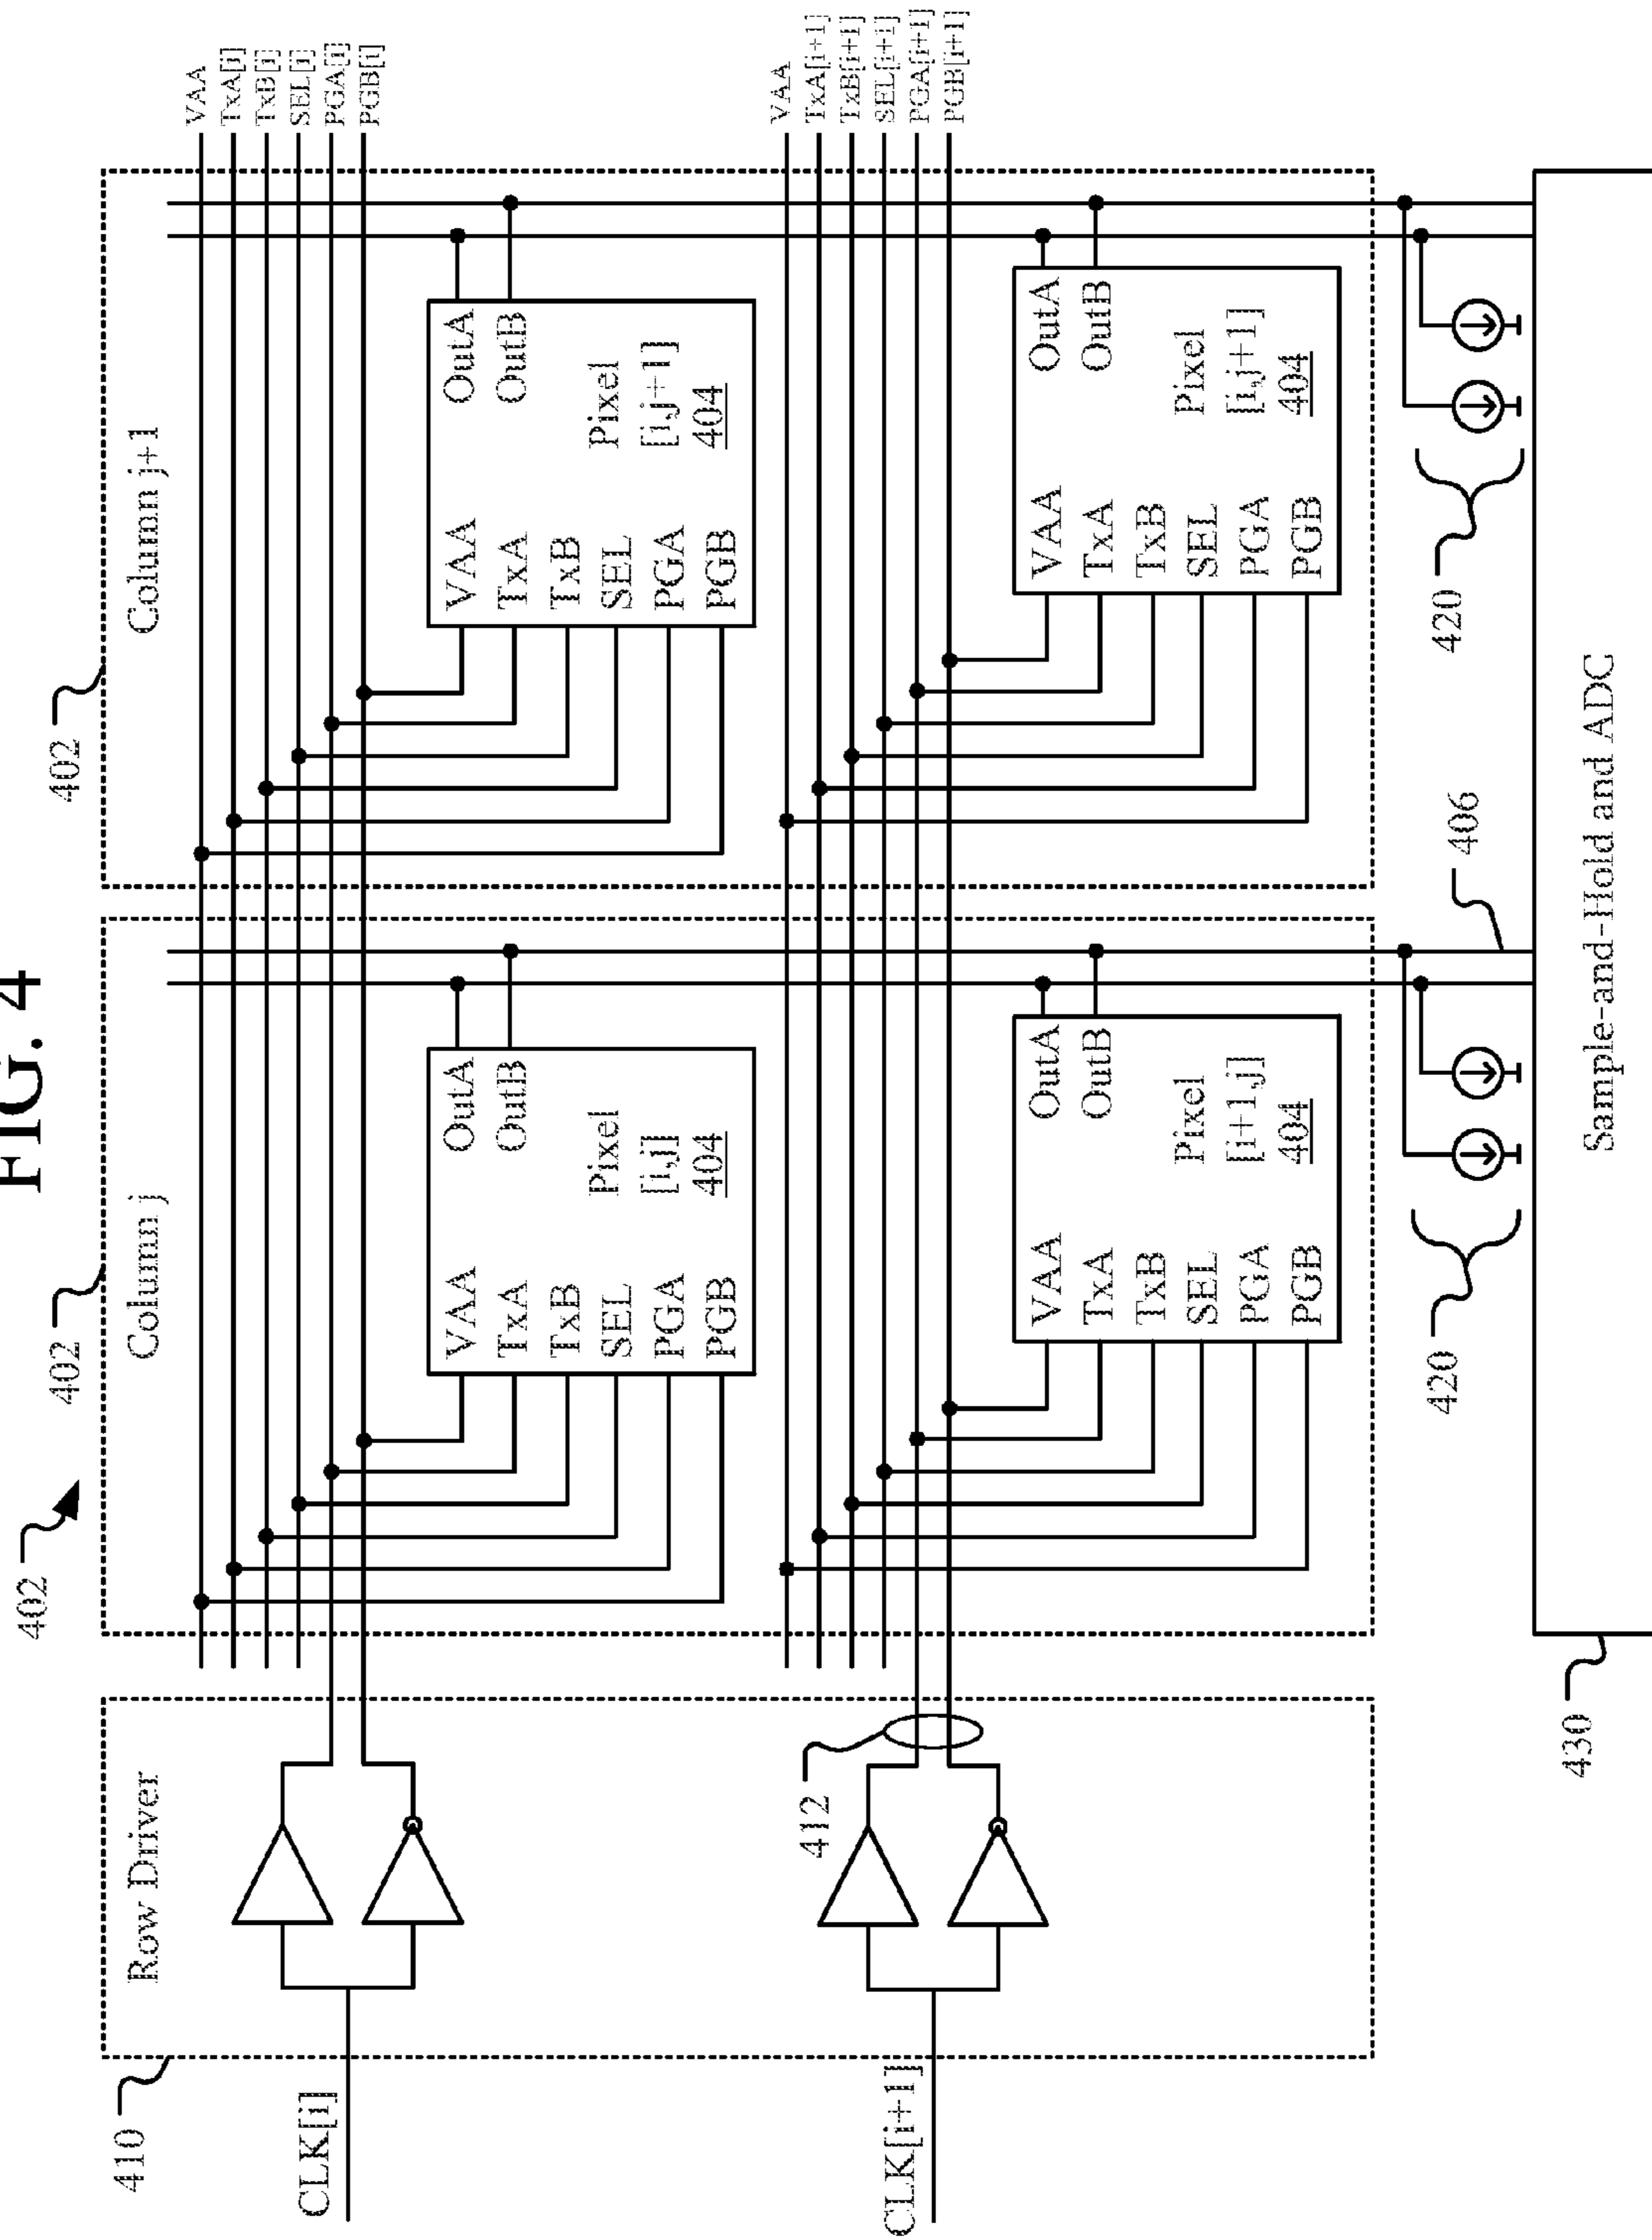 FIG. 4
402
402
402
410
Row Driver
Column j
Column j+1
VAA
TxA[i]
TxB[i]
SEL[i]
PGA[i]
PGB[i]
CLK[i]
VAA
TxA
TxB
SEL
PGA
PGB
OutA
OutB
Pixel
[i,j]
404
VAA
TxA
TxB
SEL
PGA
PGB
OutA
OutB
Pixel
[i,j+1]
404
VAA
TxA[i+1]
TxB[i+1]
SEL[i+1]
PGA[i+1]
PGB[i+1]
412
CLK[i+1]
VAA
TxA
TxB
SEL
PGA
PGB
OutA
OutB
Pixel
[i+1,j]
404
VAA
TxA
TxB
SEL
PGA
PGB
OutA
OutB
Pixel
[i,j+1]
404
420
420
406
430
Sample-and-Hold and ADC